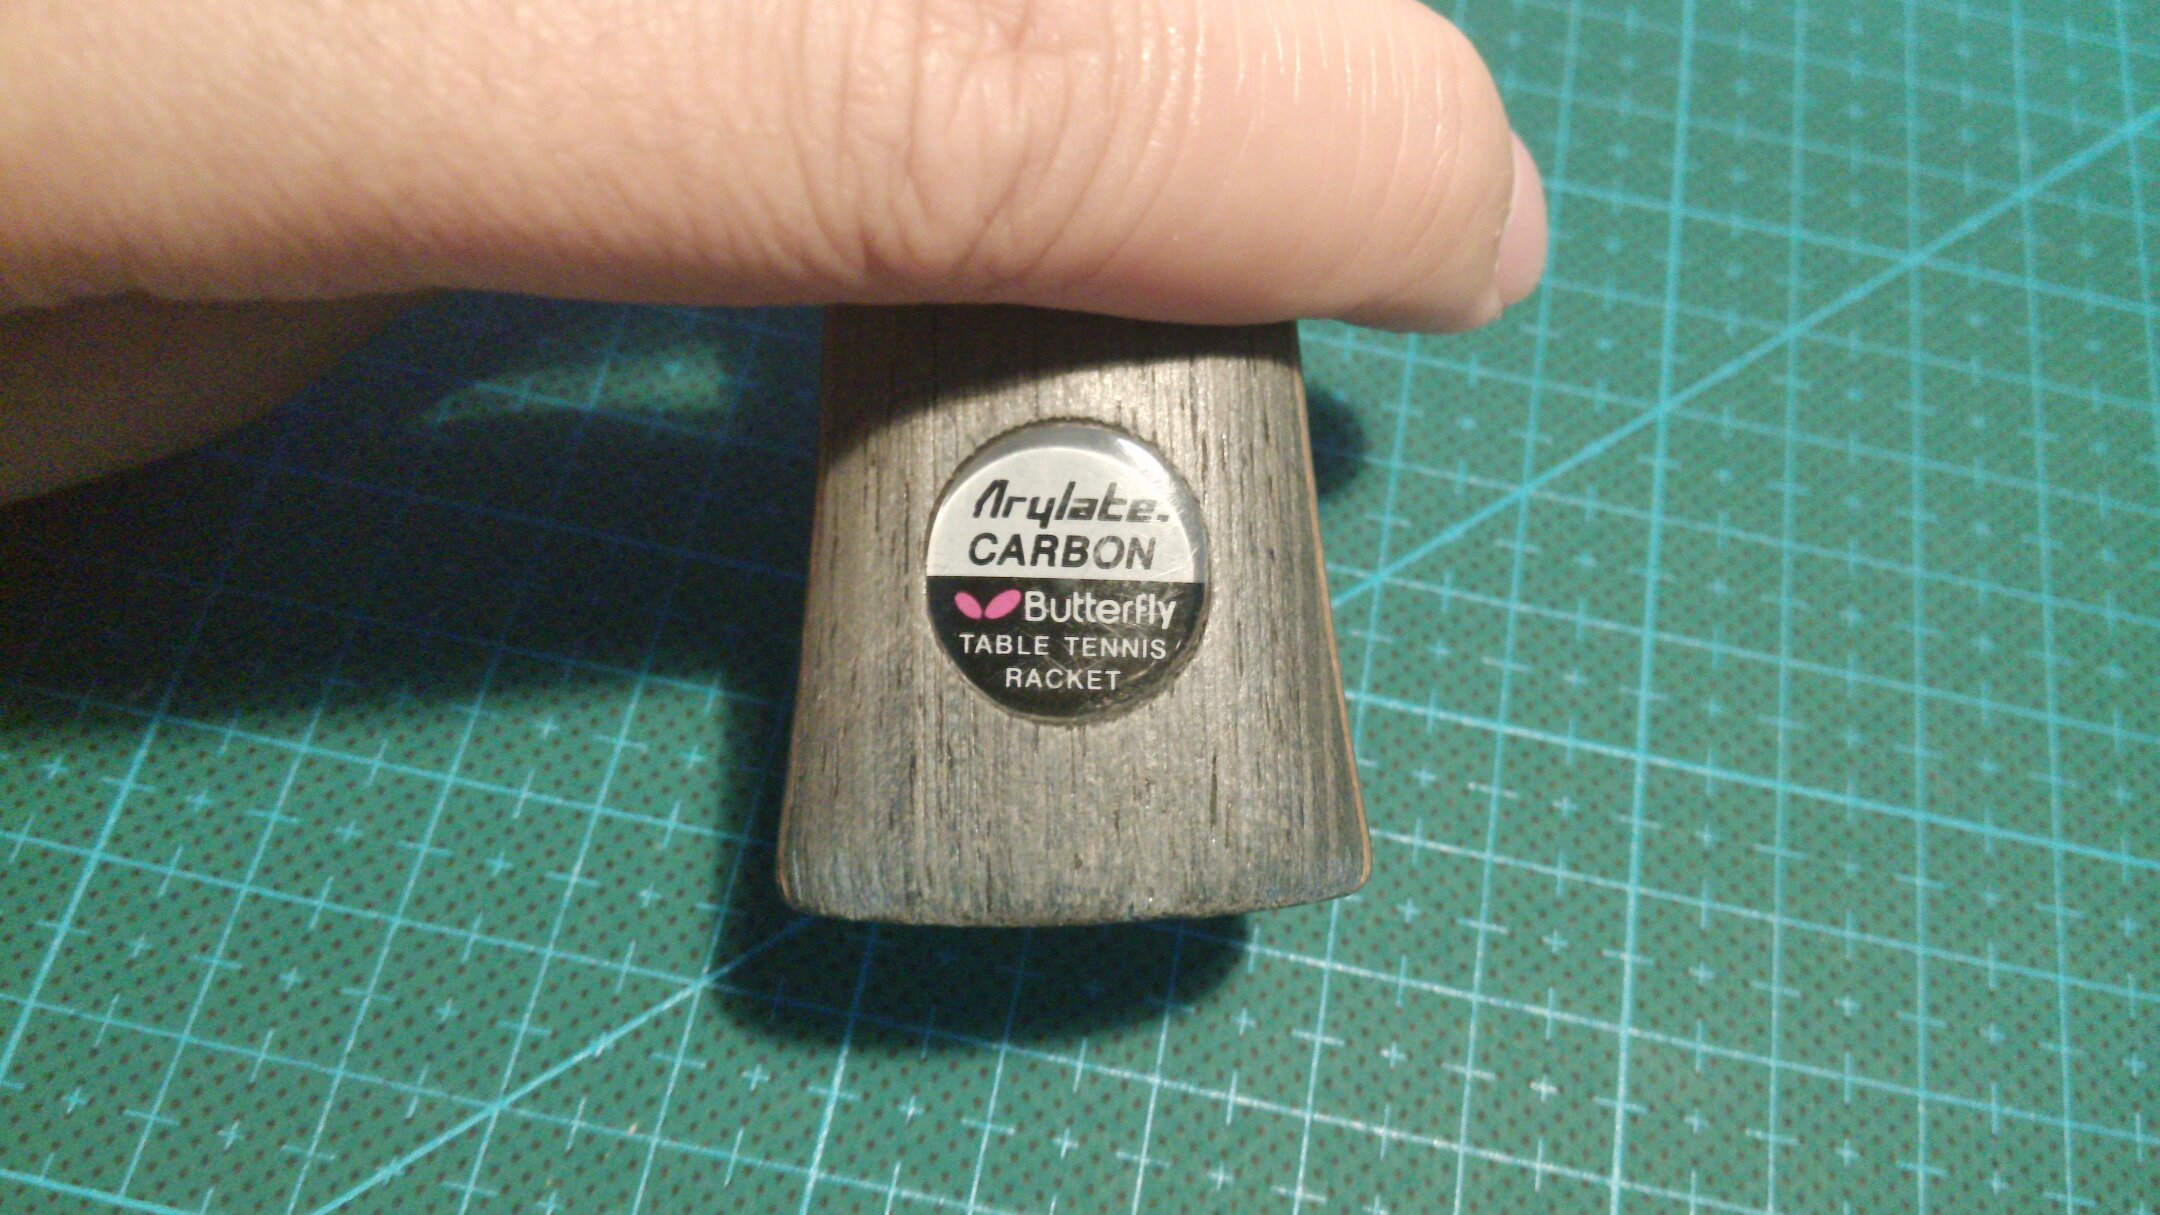 Arylate.
CARBON
Butterfly
TABLE TENNIS
RACKET